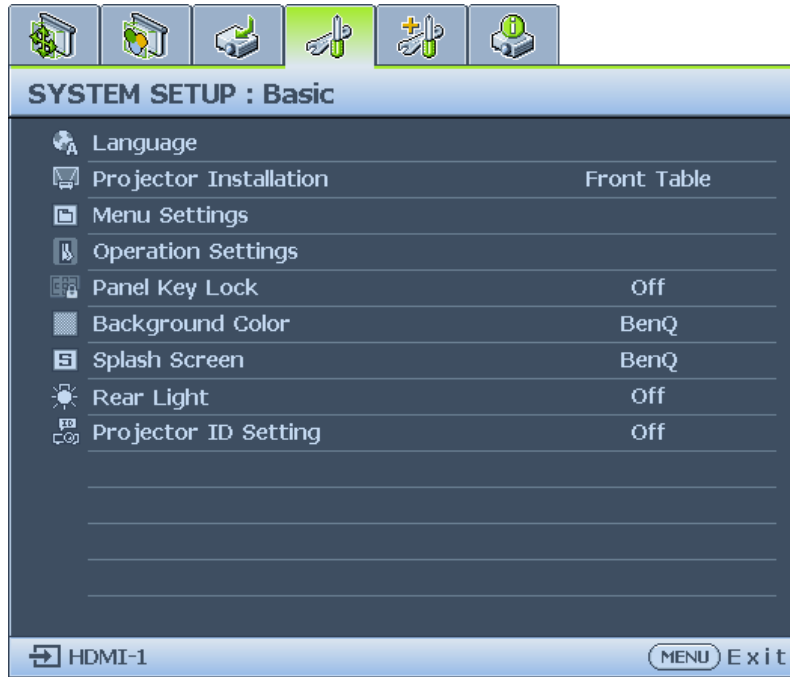 SYSTEM SETUP : Basic
Language
Projector Installation Front Table
Menu Settings
Operation Settings
Panel Key Lock Off
Background Color BenQ
Splash Screen BenQ
Rear Light Off
Projector ID Setting Off
HDMI-1 MENU Exit